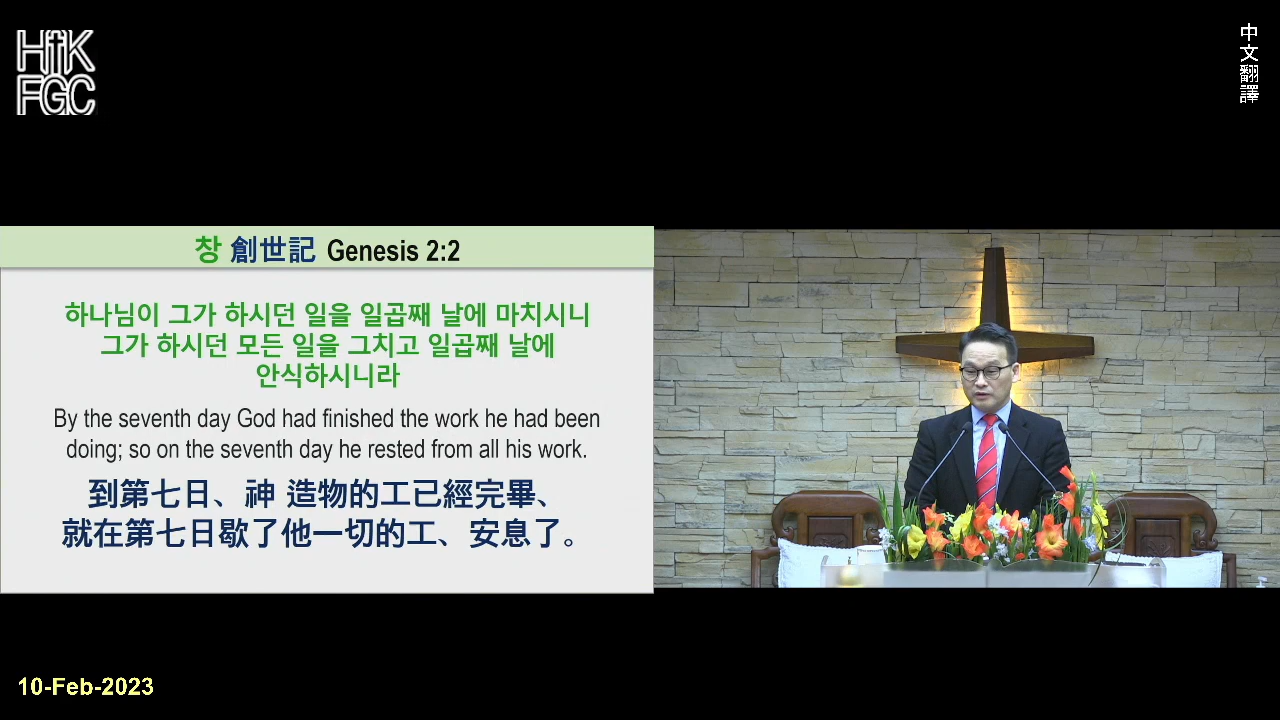 HfK
FGC
中文翻譯
창 創世記 Genesis 2:2
하나님이 그가 하시던 일을 일곱째 날에 마치시니
그가 하시던 모든 일을 그치고 일곱째 날에
안식하시니라
By the seventh day God had finished the work he had been
doing; so on the seventh day he rested from all his work.
到第七日、神 造物的工已經完畢、
就在第七日歇了他一切的工、安息了。
10-Feb-2023